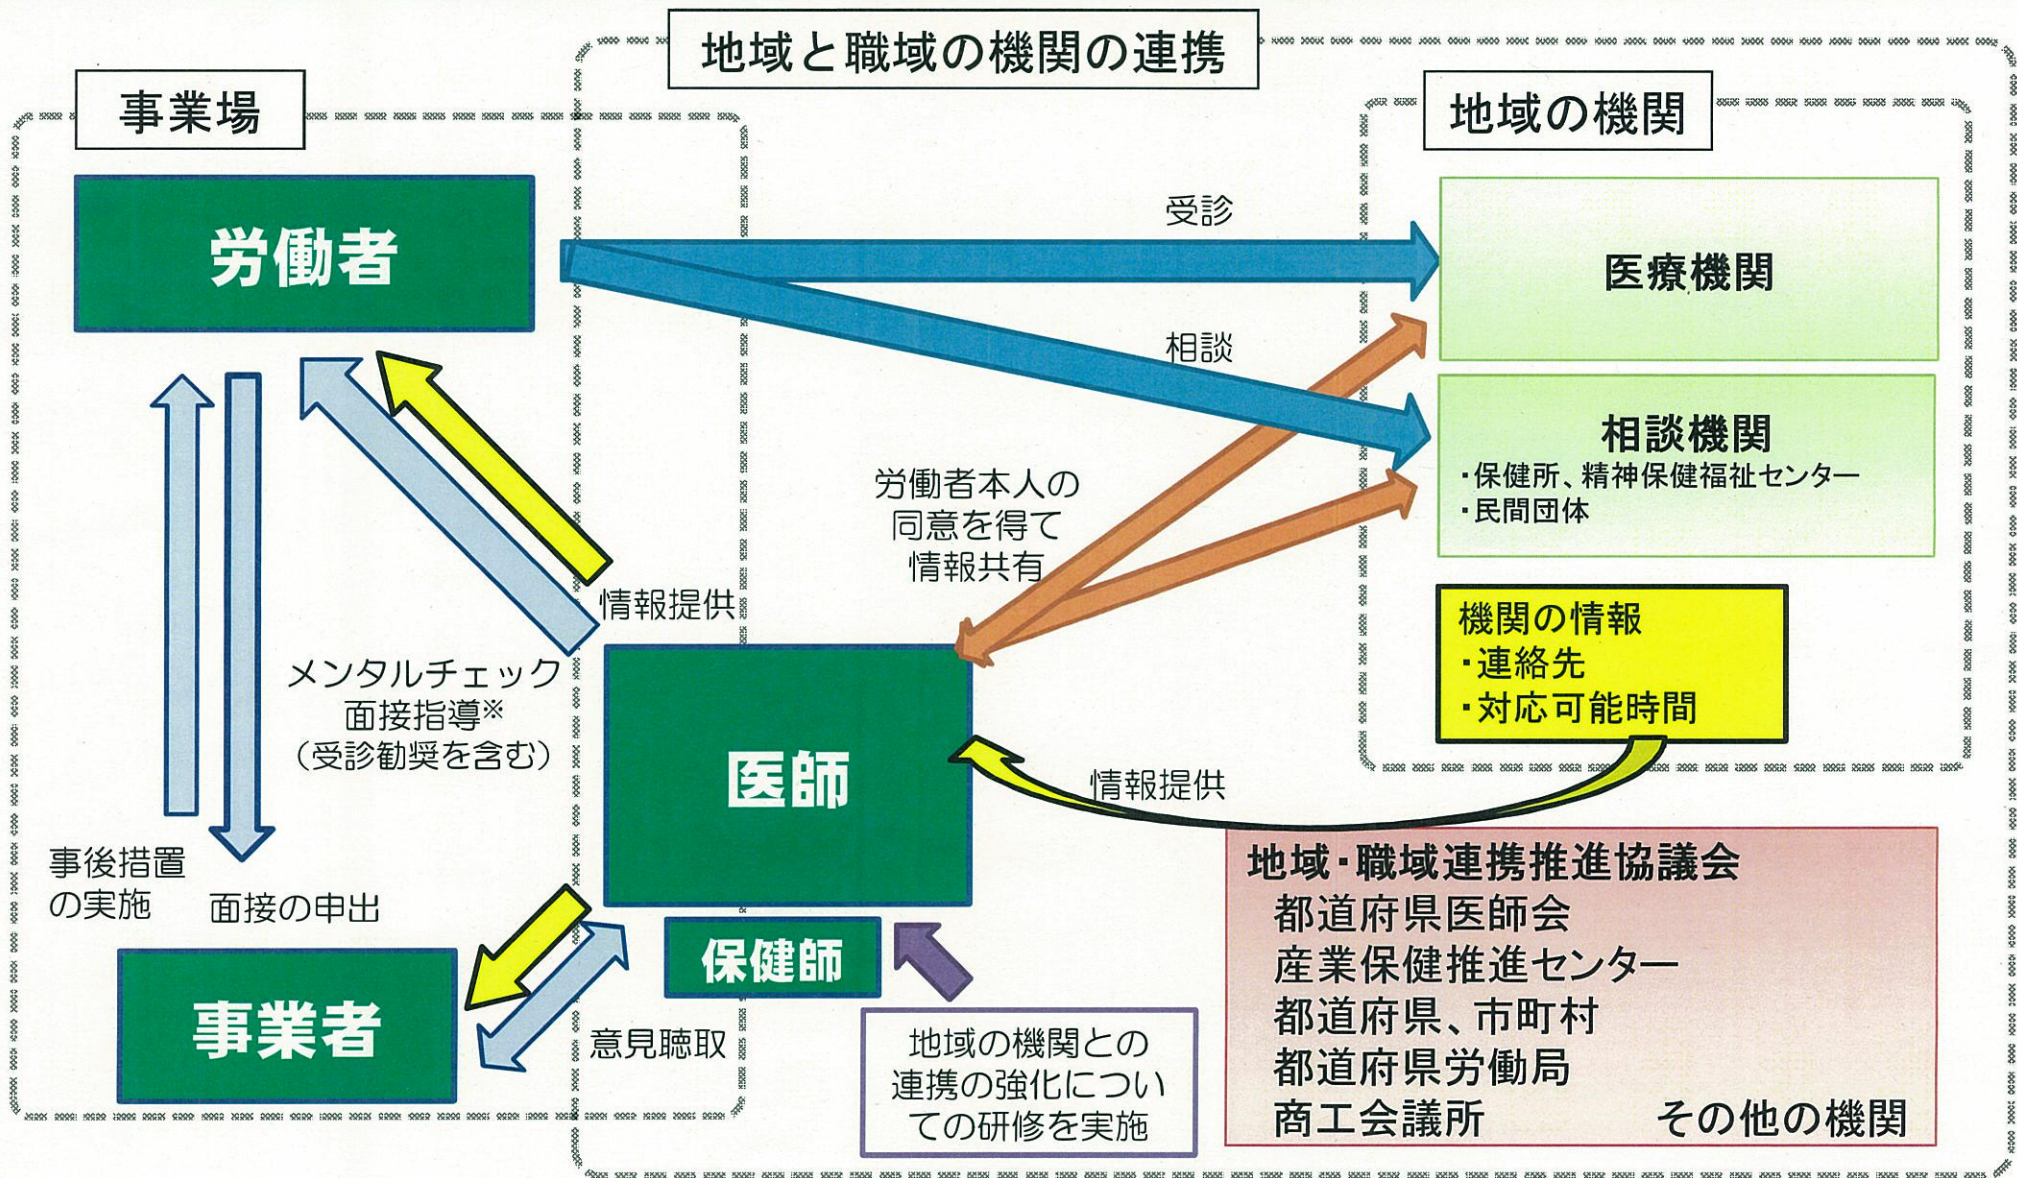 地域と職域の機関の連携
事業場
地域の機関
労働者
受診
医療機関
相談
相談機関
・保健所、精神保健福祉センター
・民間団体
労働者本人の
同意を得て
情報共有
情報提供
機関の情報
・連絡先
・対応可能時間
メンタルチェック
面接指導※
（受診勧奨を含む）
医師
情報提供
事後措置
の実施
面接の申出
地域・職域連携推進協議会
都道府県医師会
産業保健推進センター
都道府県、市町村
都道府県労働局
商工会議所　その他の機関
保健師
事業者
意見聴取
地域の機関との
連携の強化につい
ての研修を実施